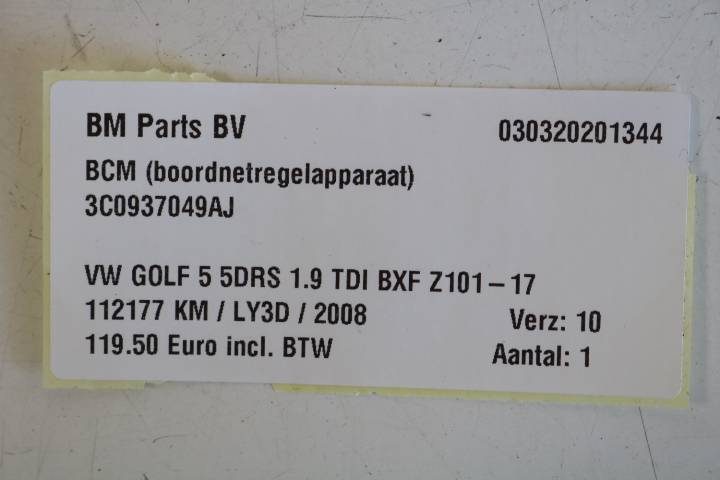 BM Parts BV 030320201344
BCM (boordnetregelapparaat)
3C0937049AJ
VW GOLF 5 5DRS 1.9 TDI BXF Z101-17
112177 KM / LY3D / 2008 Verz: 10
119.50 Euro incl. BTW Aantal: 1